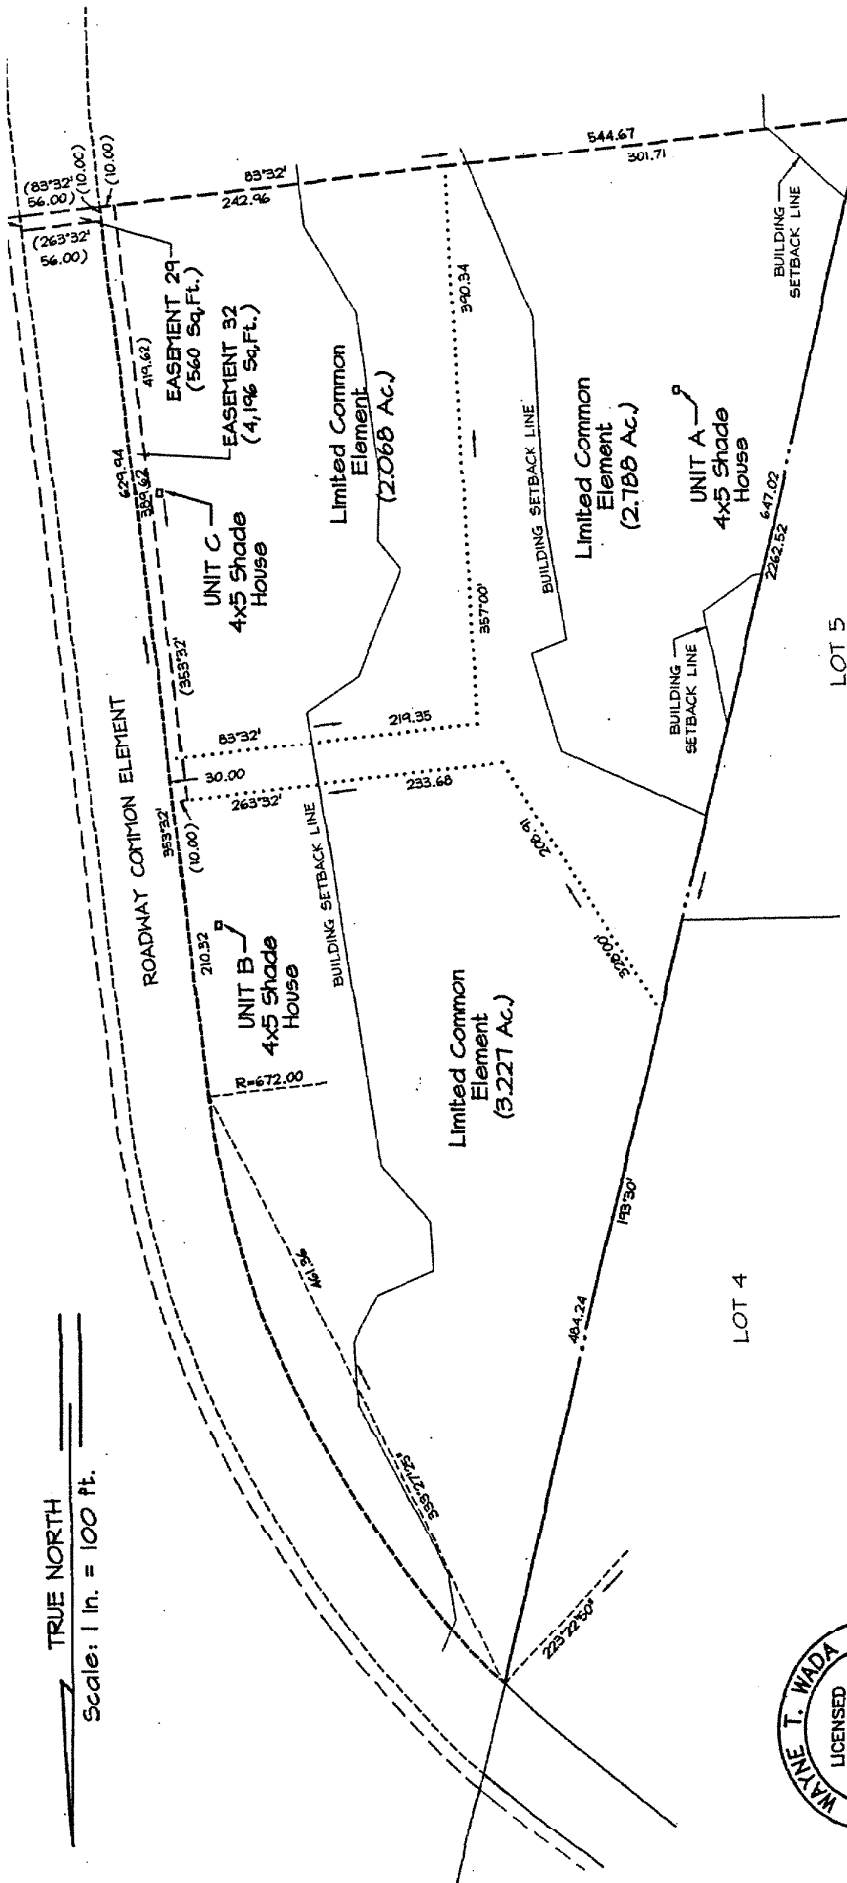 TRUE NORTH
Scale: 1 in. = 100 ft.
(83°32'
56.00)
(10.00)
(10.00)
(263°32'
56.00)
EASEMENT 29
(560 Sq.Ft.)
EASEMENT 32
(4,196 Sq.Ft.)
419.62)
629.94
389.62
(353°32'
ROADWAY COMMON ELEMENT
353°32'
(10.00)
30.00
210.32
UNIT C
4x5 Shade
House
UNIT B
4x5 Shade
House
R=672.00
83°32'
242.96
544.67
301.71
BUILDING
SETBACK LINE
Limited Common
Element
(2.068 Ac.)
390.34
357°00'
BUILDING SETBACK LINE
Limited Common
Element
(2.788 Ac.)
UNIT A
4x5 Shade
House
647.02
2262.52
BUILDING
SETBACK LINE
LOT 5
83°32'
219.35
263°32'
233.68
BUILDING SETBACK LINE
328°00'
Limited Common
Element
(3.227 Ac.)
461.36
193°30'
484.24
LOT 4
WAYNE T. WADA
LICENSED